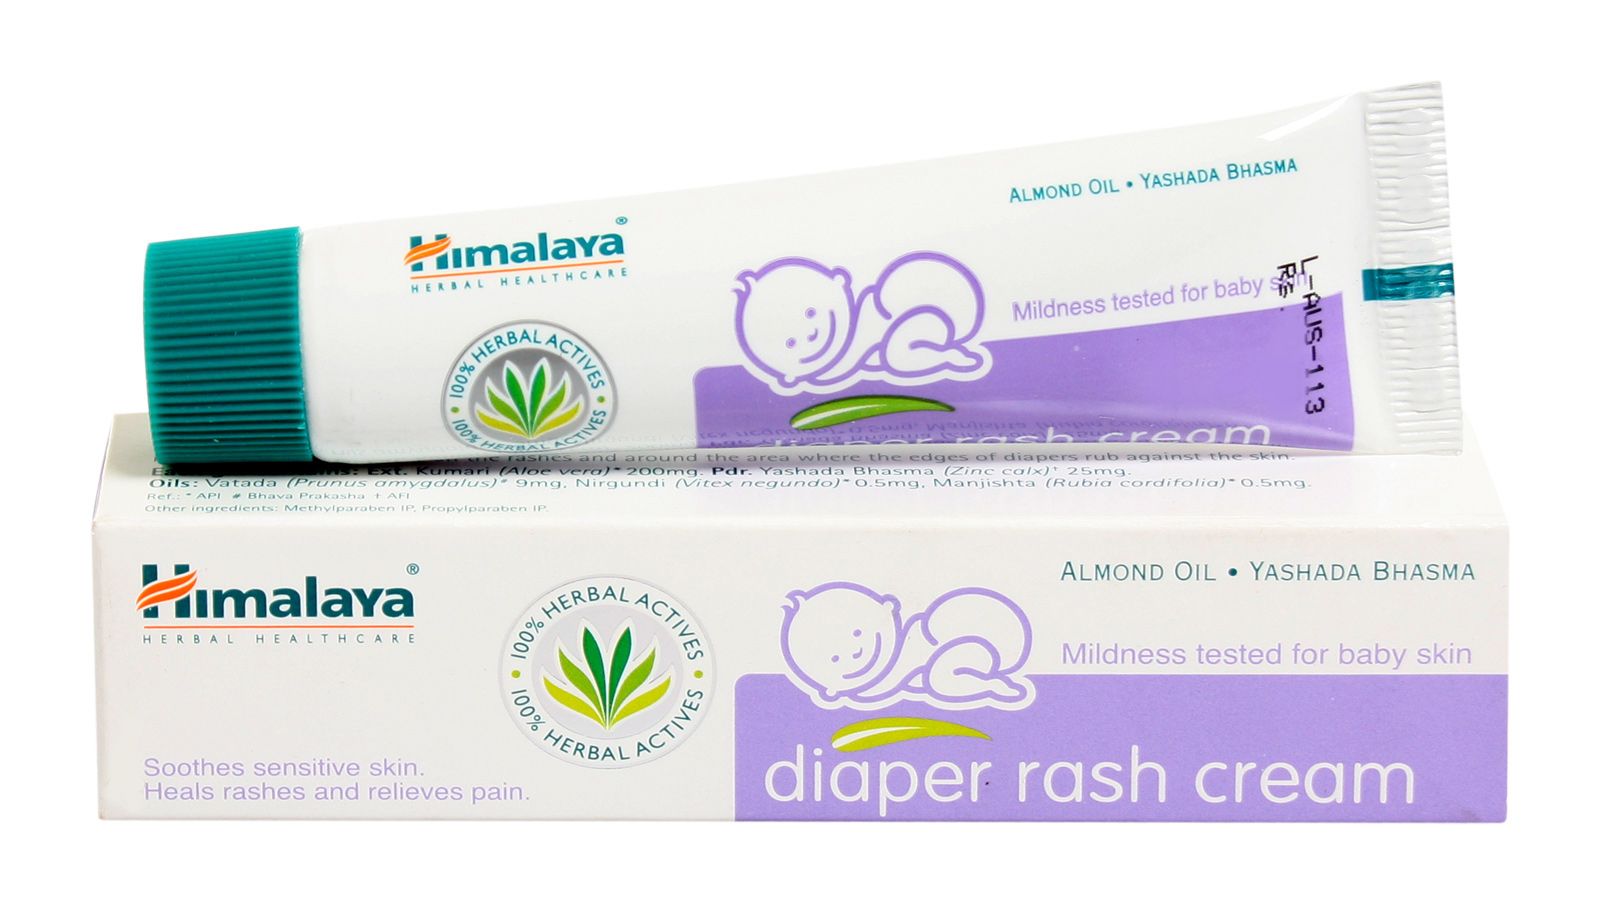 ALMOND OIL • YASHADA BHASMA
Himalaya®
HERBAL HEALTHCARE
Mildness tested for baby skin
L-AUS-113
Rs.
100% HERBAL ACTIVES
100% HERBAL ACTIVES
diaper rash cream
the rashes and around the area where the edges of diapers rub against the skin.
Ext. Kumari (Aloe vera)* 200mg. Pdr. Yashada Bhasma (Zinc calx)† 25mg.
Oils: Vatada (Prunus amygdalus)* 9mg, Nirgundi (Vitex negundo)* 0.5mg, Manjishta (Rubia cordifolia)* 0.5mg.
Ref.: * API # Bhava Prakasha + AFI
Other ingredients: Methylparaben IP, Propylparaben IP.
Himalaya®
HERBAL HEALTHCARE
ALMOND OIL • YASHADA BHASMA
100% HERBAL ACTIVES
100% HERBAL ACTIVES
Mildness tested for baby skin
diaper rash cream
Soothes sensitive skin.
Heals rashes and relieves pain.